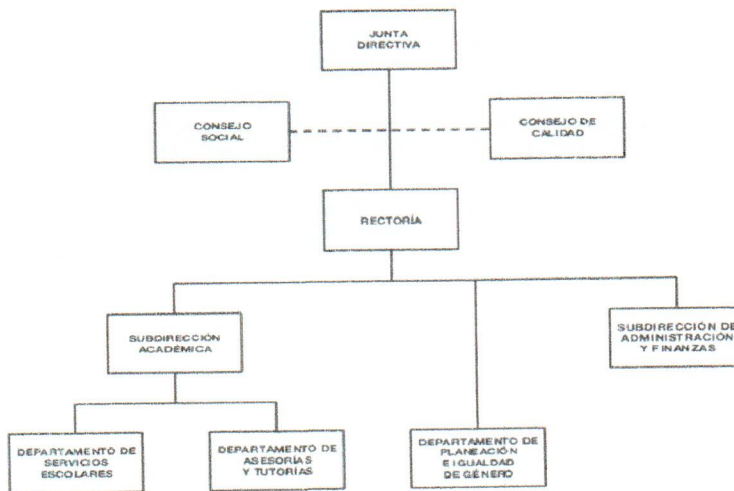 JUNTA
DIRECTIVA
CONSEJO
SOCIAL
CONSEJO DE
CALIDAD
RECTORÍA
SUBDIRECCIÓN
ACADÉMICA
SUBDIRECCIÓN DE
ADMINISTRACIÓN
Y FINANZAS
DEPARTAMENTO DE
SERVICIOS
ESCOLARES
DEPARTAMENTO DE
ASESORÍAS
Y TUTORÍAS
DEPARTAMENTO DE
PLANEACIÓN
E IGUALDAD
DE GÉNERO